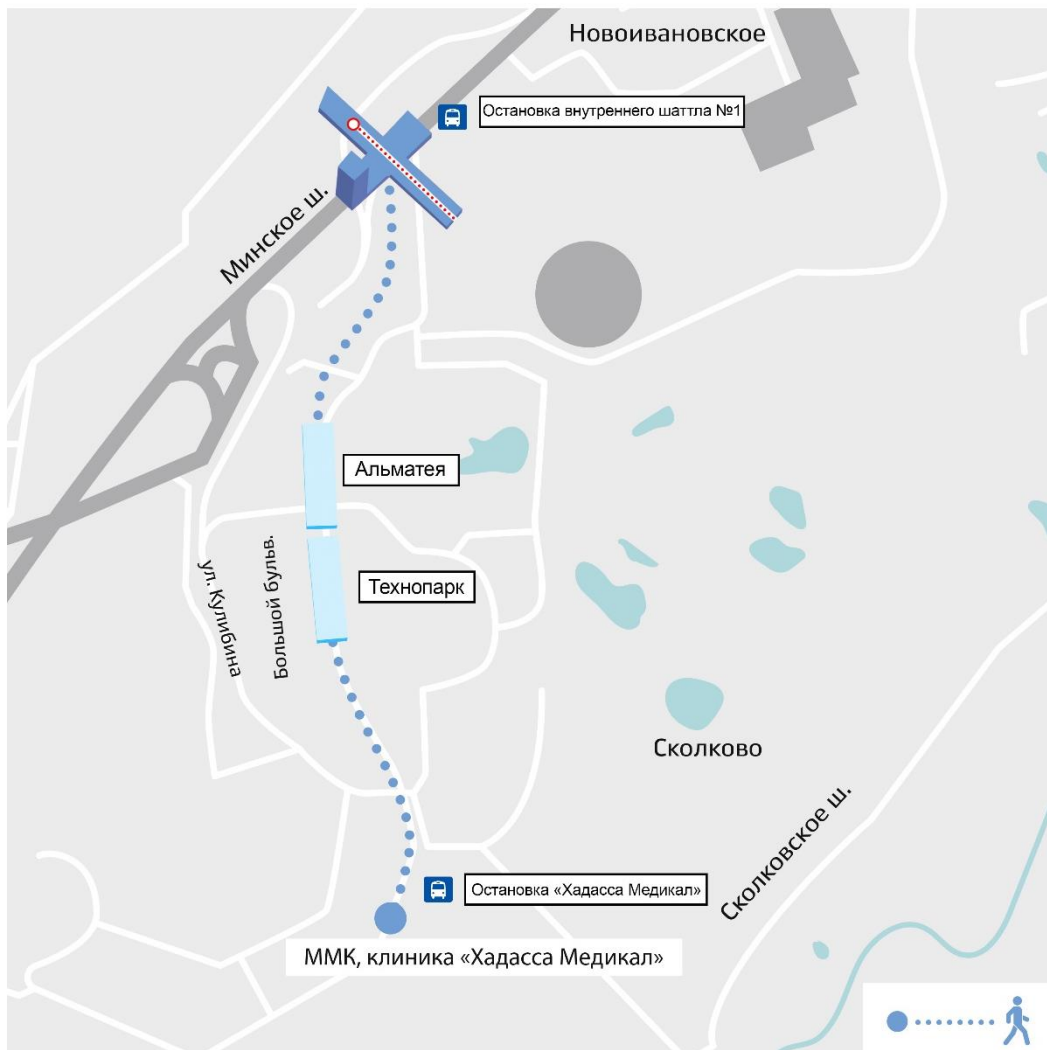 Новоивановское
Остановка внутреннего шаттла №1
Минское ш.
Альматея
Технопарк
ул. Кулибина
Большой бульв.
Сколково
Сколковское ш.
Остановка «Хадасса Медикал»
ММК, клиника «Хадасса Медикал»